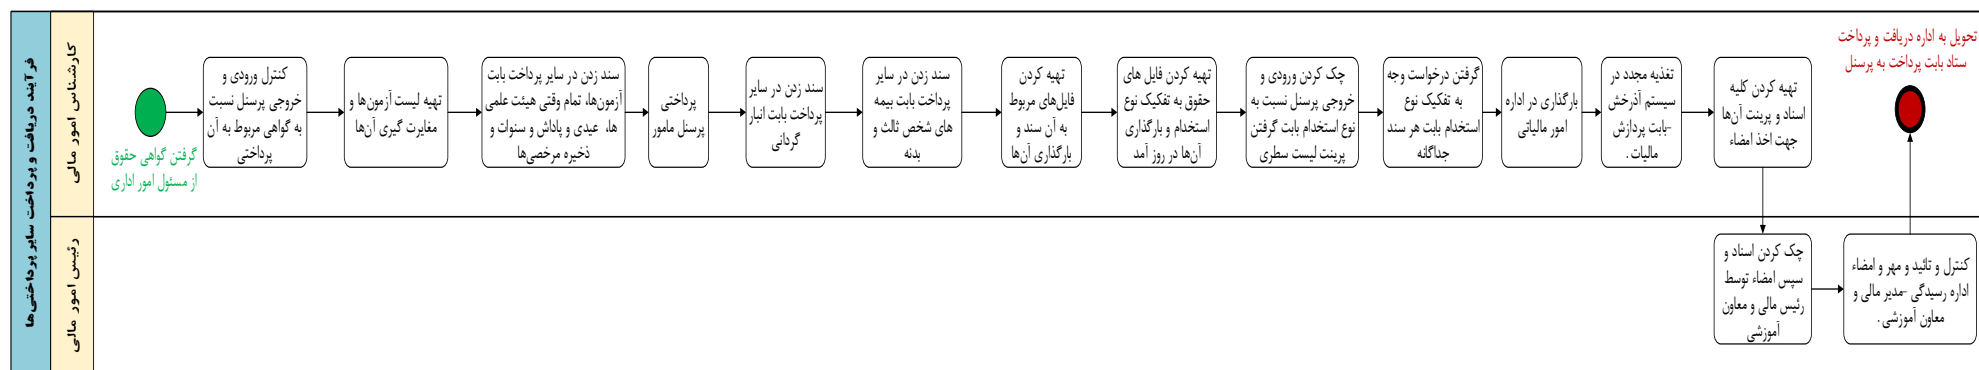 فرآیند دریافت و پرداخت سایر پرداختی‌ها
کارشناس امور مالی
گرفتن گواهی حقوق
از مسئول امور اداری
کنترل ورودی و
خروجی پرسنل نسبت
به گواهی مربوط به آن
پرداختی
تهیه لیست آزمون‌ها و
مغایرت گیری آن‌ها
سند زدن در سایر پرداخت بابت
آزمون‌ها، تمام وقتی هیئت علمی
ها، عیدی و پاداش و سنوات و
ذخیره مرخصی‌ها
پرداختی
پرسنل مامور
سند زدن در سایر
پرداخت بابت انبار
گردانی
سند زدن در سایر
پرداخت بابت بیمه
های شخص ثالث و
بدنه
تهیه کردن
فایل‌های مربوط
به آن سند و
بارگذاری آن‌ها
تهیه کردن فایل های
حقوق به تفکیک نوع
استخدام و بارگذاری
آن‌ها در روز آمد
چک کردن ورودی و
خروجی پرسنل نسبت به
نوع استخدام بابت گرفتن
پرینت لیست سطری
گرفتن درخواست وجه
به تفکیک نوع
استخدام بابت هر سند
جداگانه
بارگذاری در اداره
امور مالیاتی
تغذیه مجدد در
سیستم آذرخش
-بابت پردازش
مالیات.
تهیه کردن کلیه
اسناد و پرینت آن‌ها
جهت اخذ امضاء
تحویل به اداره دریافت و پرداخت
ستاد بابت پرداخت به پرسنل
رئیس امور مالی
چک کردن اسناد و
سپس امضاء توسط
رئیس مالی و معاون
آموزشی
کنترل و تائید و مهر و امضاء
اداره رسیدگی -مدیر مالی و
معاون آموزشی.